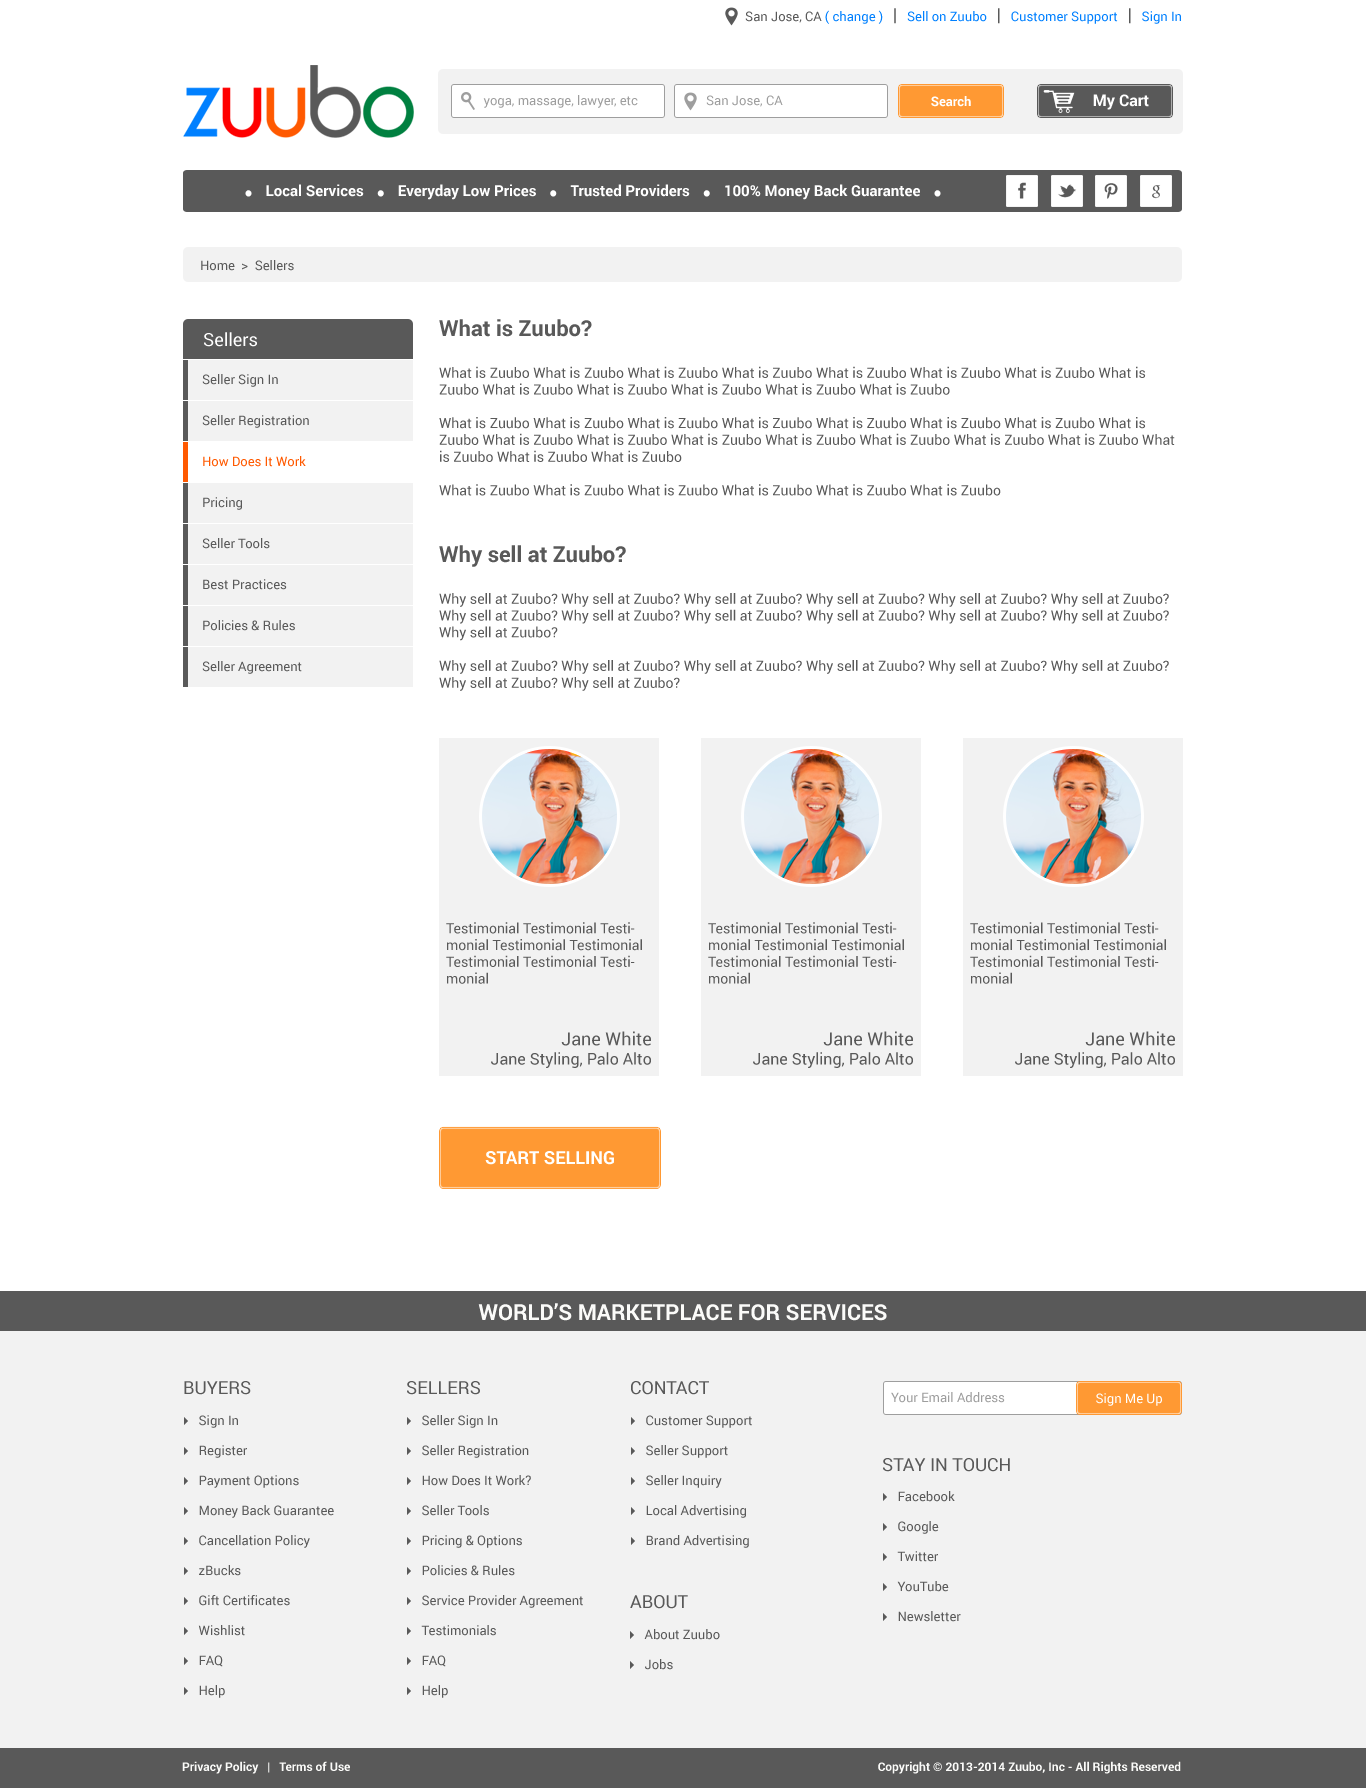 San Jose, CA ( change ) | Sell on Zuubo | Customer Support | Sign In
zuubo
yoga, massage, lawyer, etc
San Jose, CA
Search
My Cart
• Local Services • Everyday Low Prices • Trusted Providers • 100% Money Back Guarantee •
Home > Sellers
Sellers
Seller Sign In
Seller Registration
How Does It Work
Pricing
Seller Tools
Best Practices
Policies & Rules
Seller Agreement
What is Zuubo?
What is Zuubo What is Zuubo What is Zuubo What is Zuubo What is Zuubo What is Zuubo What is Zuubo What is
Zuubo What is Zuubo What is Zuubo What is Zuubo What is Zuubo What is Zuubo
What is Zuubo What is Zuubo What is Zuubo What is Zuubo What is Zuubo What is Zuubo What is Zuubo What is
Zuubo What is Zuubo What is Zuubo What is Zuubo What is Zuubo What is Zuubo What is Zuubo What is Zuubo What
is Zuubo What is Zuubo What is Zuubo
What is Zuubo What is Zuubo What is Zuubo What is Zuubo What is Zuubo What is Zuubo
Why sell at Zuubo?
Why sell at Zuubo? Why sell at Zuubo? Why sell at Zuubo? Why sell at Zuubo? Why sell at Zuubo? Why sell at Zuubo?
Why sell at Zuubo? Why sell at Zuubo? Why sell at Zuubo? Why sell at Zuubo? Why sell at Zuubo? Why sell at Zuubo?
Why sell at Zuubo?
Why sell at Zuubo? Why sell at Zuubo? Why sell at Zuubo? Why sell at Zuubo? Why sell at Zuubo? Why sell at Zuubo?
Why sell at Zuubo? Why sell at Zuubo?
Testimonial Testimonial Testi-
monial Testimonial Testimonial
Testimonial Testimonial Testi-
monial
Jane White
Jane Styling, Palo Alto
Testimonial Testimonial Testi-
monial Testimonial Testimonial
Testimonial Testimonial Testi-
monial
Jane White
Jane Styling, Palo Alto
Testimonial Testimonial Testi-
monial Testimonial Testimonial
Testimonial Testimonial Testi-
monial
Jane White
Jane Styling, Palo Alto
START SELLING
WORLD'S MARKETPLACE FOR SERVICES
BUYERS
Sign In
Register
Payment Options
Money Back Guarantee
Cancellation Policy
zBucks
Gift Certificates
Wishlist
FAQ
Help
SELLERS
Seller Sign In
Seller Registration
How Does It Work?
Seller Tools
Pricing & Options
Policies & Rules
Service Provider Agreement
Testimonials
FAQ
Help
CONTACT
Customer Support
Seller Support
Seller Inquiry
Local Advertising
Brand Advertising
ABOUT
About Zuubo
Jobs
Your Email Address
Sign Me Up
STAY IN TOUCH
Facebook
Google
Twitter
YouTube
Newsletter
Privacy Policy | Terms of Use
Copyright © 2013-2014 Zuubo, Inc - All Rights Reserved